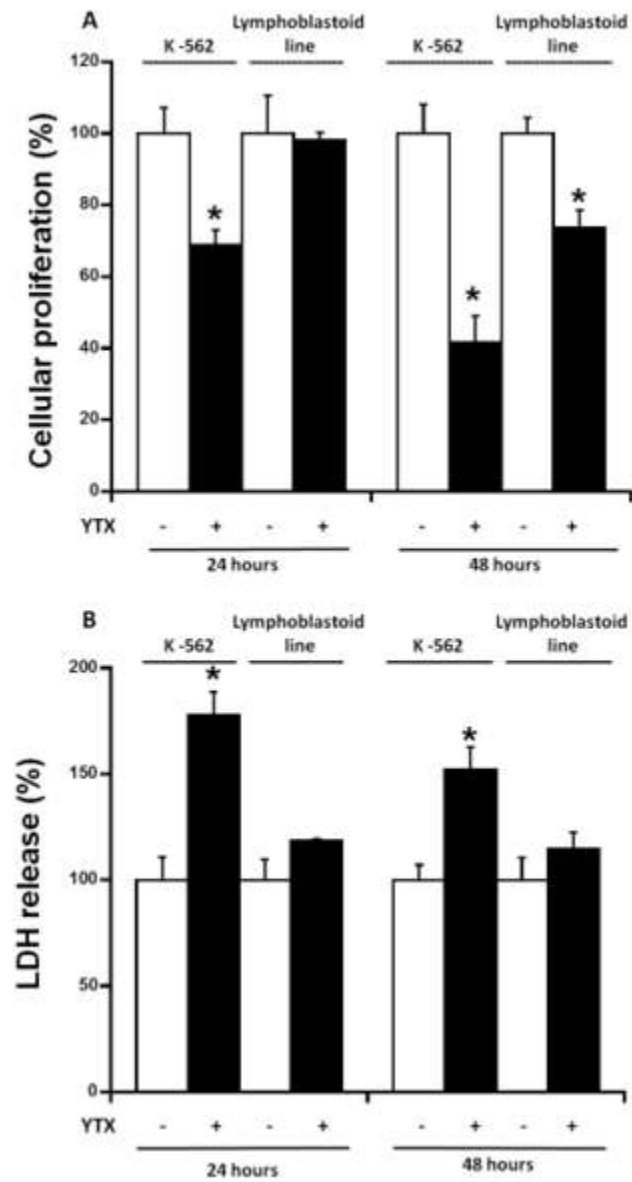 A
K -562 Lymphoblastoid line K -562 Lymphoblastoid line
120
100
80
60
40
20
0
Cellular proliferation (%)
* * *
YTX - + - + - + - +
24 hours 48 hours
B
K -562 Lymphoblastoid line K -562 Lymphoblastoid line
200
150
100
50
0
LDH release (%)
* *
YTX - + - + - + - +
24 hours 48 hours